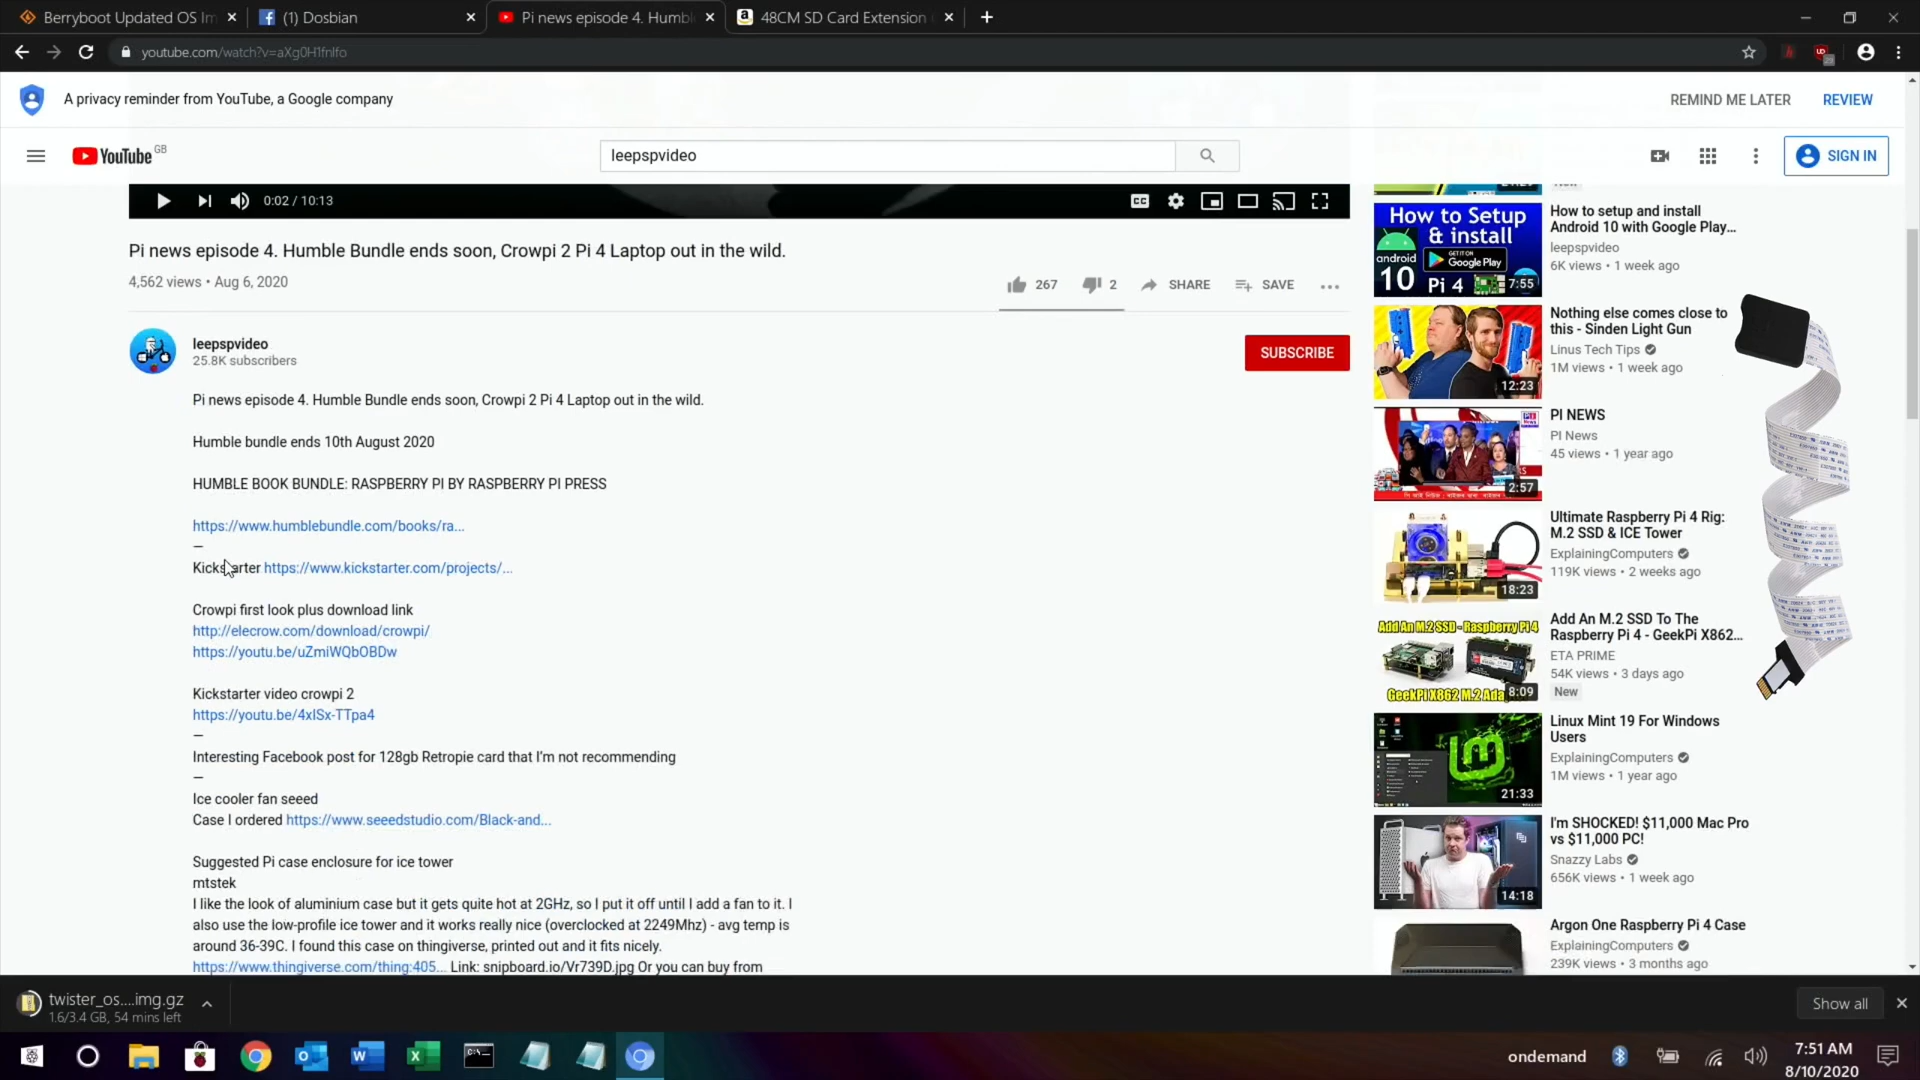 Berryboot Updated OS Im
(1) Dosbian
Pi news episode 4. Humbl
48CM SD Card Extension
youtube.com/watch?v=aXg0H1fnlfo
A privacy reminder from YouTube, a Google company
REMIND ME LATER
REVIEW
YouTube GB
leepspvideo
SIGN IN
0:02 / 10:13
CC
Pi news episode 4. Humble Bundle ends soon, Crowpi 2 Pi 4 Laptop out in the wild.
4,562 views • Aug 6, 2020
267
2
SHARE
SAVE
leepspvideo
25.8K subscribers
SUBSCRIBE
Pi news episode 4. Humble Bundle ends soon, Crowpi 2 Pi 4 Laptop out in the wild.
Humble bundle ends 10th August 2020
HUMBLE BOOK BUNDLE: RASPBERRY PI BY RASPBERRY PI PRESS
https://www.humblebundle.com/books/ra...
—
Kickstarter https://www.kickstarter.com/projects/...
Crowpi first look plus download link
http://elecrow.com/download/crowpi/
https://youtu.be/uZmiWQbOBDw
Kickstarter video crowpi 2
https://youtu.be/4xISx-TTpa4
—
Interesting Facebook post for 128gb Retropie card that I'm not recommending
—
Ice cooler fan seeed
Case I ordered https://www.seeedstudio.com/Black-and...
Suggested Pi case enclosure for ice tower
mtstek
I like the look of aluminium case but it gets quite hot at 2GHz, so I put it off until I add a fan to it. I
also use the low-profile ice tower and it works really nice (overclocked at 2249Mhz) - avg temp is
around 36-39C. I found this case on thingiverse, printed out and it fits nicely.
https://www.thingiverse.com/thing:405... Link: snipboard.io/Vr739D.jpg Or you can buy from
How to Setup
& install
android
GET IT ON
Google Play
10 Pi 4
7:55
How to setup and install
Android 10 with Google Play...
leepspvideo
6K views • 1 week ago
12:23
Nothing else comes close to
this - Sinden Light Gun
Linus Tech Tips
1M views • 1 week ago
2:57
PI NEWS
PI News
45 views • 1 year ago
18:23
Ultimate Raspberry Pi 4 Rig:
M.2 SSD & ICE Tower
ExplainingComputers
119K views • 2 weeks ago
Add An M.2 SSD - Raspberry Pi 4
GeekPi X862 M.2 Ada
8:09
Add An M.2 SSD To The
Raspberry Pi 4 - GeekPi X862...
ETA PRIME
54K views • 3 days ago
New
21:33
Linux Mint 19 For Windows
Users
ExplainingComputers
1M views • 1 year ago
14:18
I'm SHOCKED! $11,000 Mac Pro
vs $11,000 PC!
Snazzy Labs
656K views • 1 week ago
Argon One Raspberry Pi 4 Case
ExplainingComputers
239K views • 3 months ago
twister_os....img.gz
1.6/3.4 GB, 54 mins left
Show all
ondemand
7:51 AM
8/10/2020